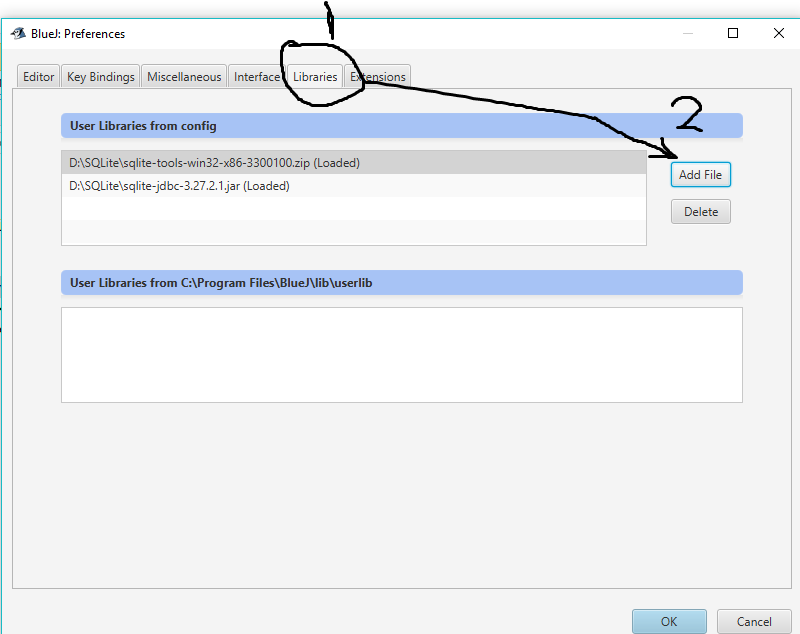 1
BlueJ: Preferences
Editor
Key Bindings
Miscellaneous
Interface
Libraries
Extensions
2
User Libraries from config
D:\SQLite\sqlite-tools-win32-x86-3300100.zip (Loaded)
D:\SQLite\sqlite-jdbc-3.27.2.1.jar (Loaded)
Add File
Delete
User Libraries from C:\Program Files\BlueJ\lib\userlib
OK
Cancel